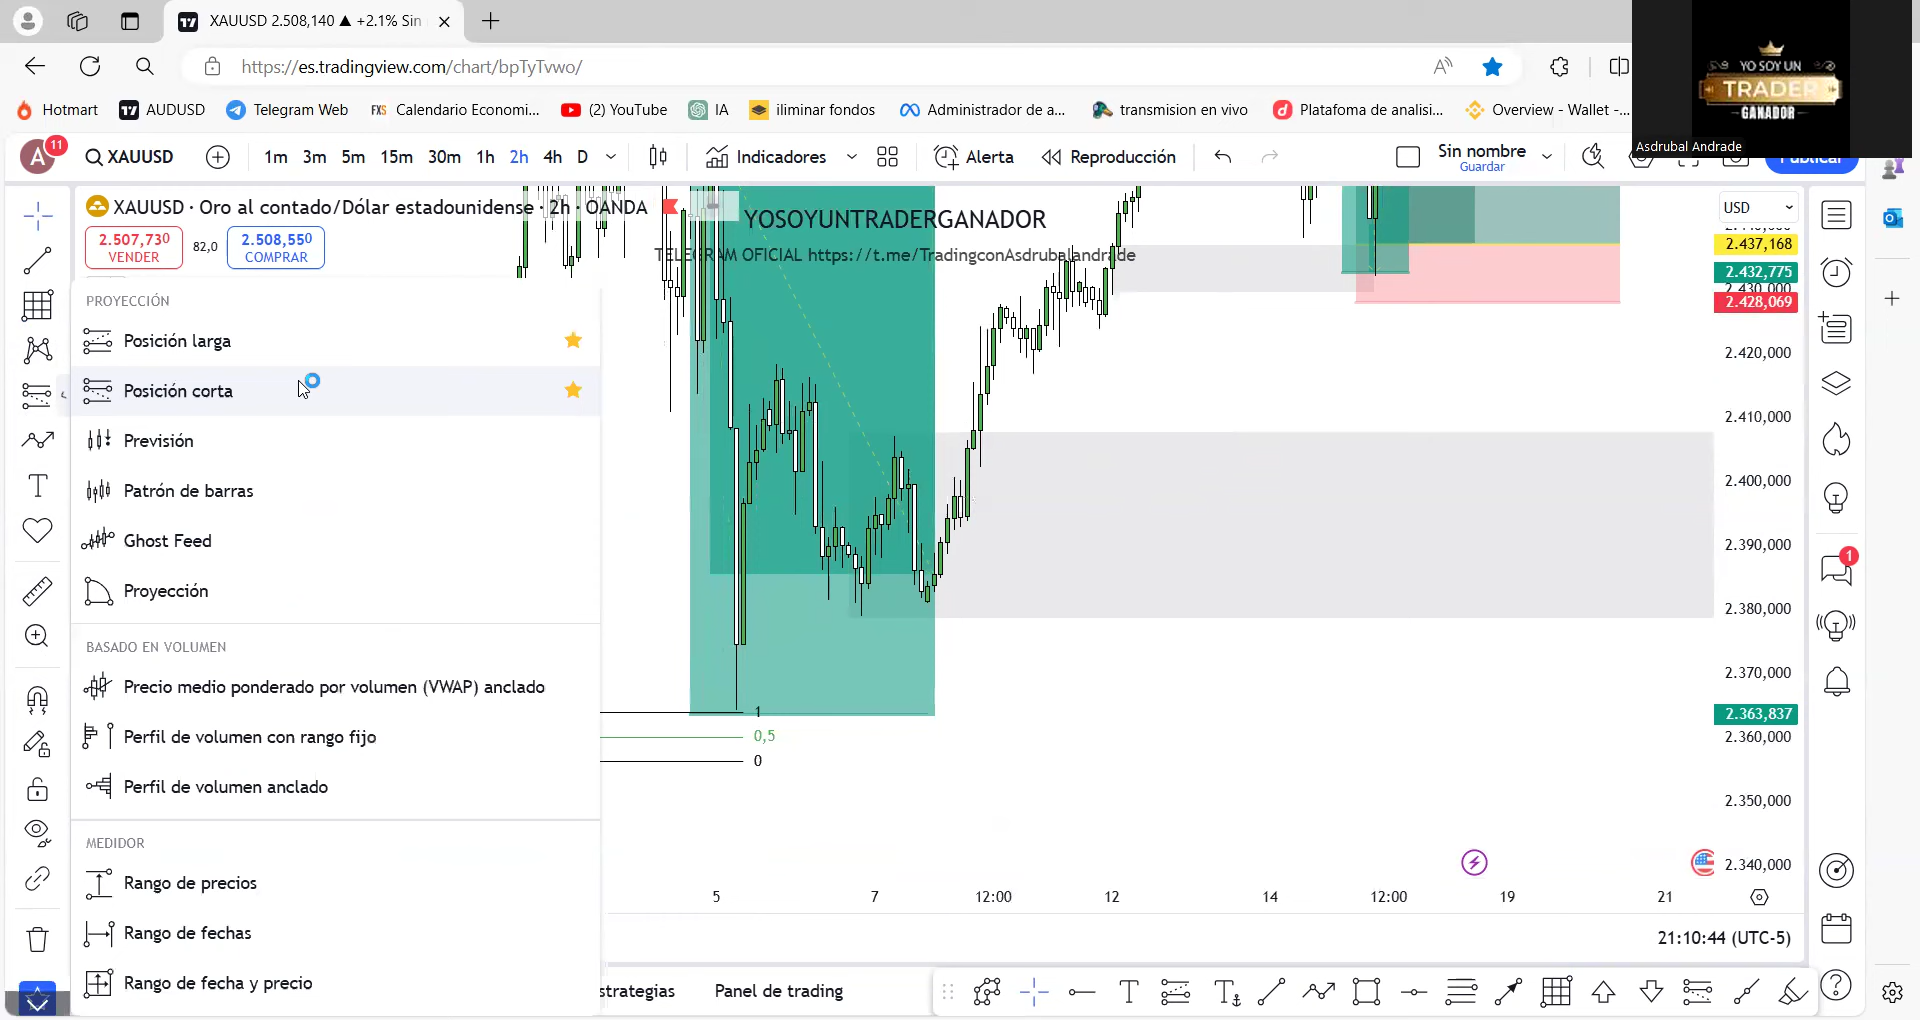 XAUUSD 2.508,140 ▲ +2.1% Sin
https://es.tradingview.com/chart/bpTyTvwo/
YO SOY UN
TRADER
GANADOR
Asdrubal Andrade
Hotmart
AUDUSD
Telegram Web
FXS Calendario Economi...
(2) YouTube
IA
iliminar fondos
Administrador de a...
transmision en vivo
Platafoma de analisi...
Overview - Wallet -...
A 11
XAUUSD
1m 3m 5m 15m 30m 1h 2h 4h D
Indicadores
Alerta
Reproducción
Sin nombre
Guardar
Publicar
XAUUSD · Oro al contado/Dólar estadounidense · 2h · OANDA
YOSOYUNTRADERGANADOR
USD
2.507,730
VENDER
82,0
2.508,550
COMPRAR
TELEGRAM OFICIAL https://t.me/TradingconAsdrubalandrade
2.437,168
2.432,775
2.430,000
2.428,069
2.420,000
2.410,000
2.400,000
2.390,000
2.380,000
2.370,000
2.363,837
2.360,000
2.350,000
2.340,000
PROYECCIÓN
Posición larga
Posición corta
Previsión
Patrón de barras
Ghost Feed
Proyección
BASADO EN VOLUMEN
Precio medio ponderado por volumen (VWAP) anclado
Perfil de volumen con rango fijo
Perfil de volumen anclado
MEDIDOR
Rango de precios
Rango de fechas
Rango de fecha y precio
1
0,5
0
1
5 7 12:00 12 14 12:00 19 21
21:10:44 (UTC-5)
strategias
Panel de trading